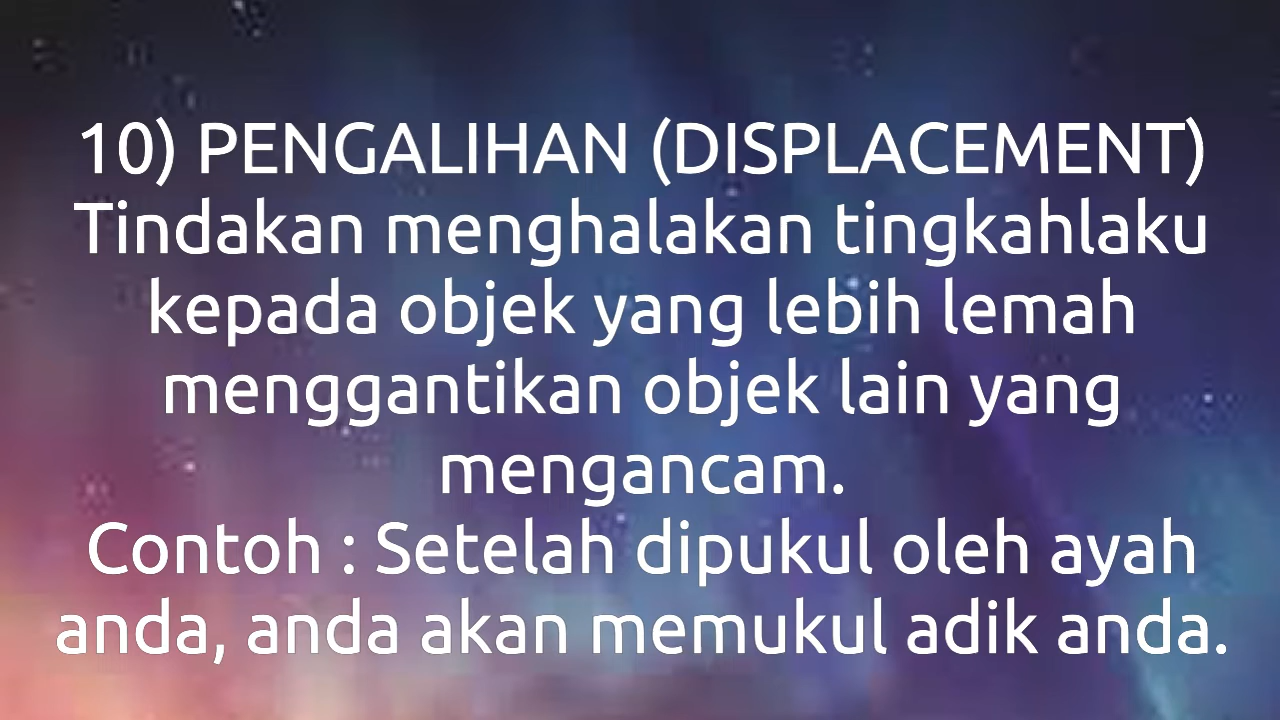 10) PENGALIHAN (DISPLACEMENT)
Tindakan menghalakan tingkahlaku
kepada objek yang lebih lemah
menggantikan objek lain yang
mengancam.
Contoh : Setelah dipukul oleh ayah
anda, anda akan memukul adik anda.